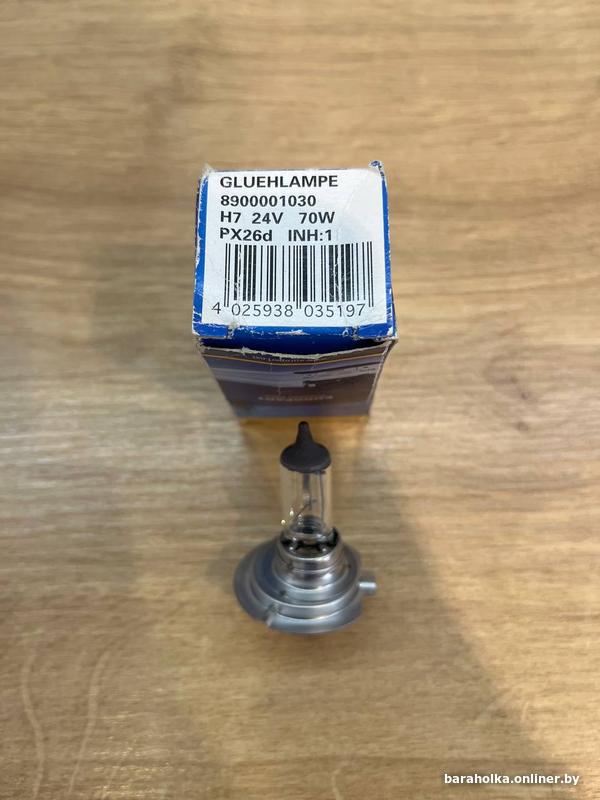 GLUEHLAMPE
8900001030
H7 24V 70W
PX26d INH:1
4 025938 035197
baraholka.onliner.by